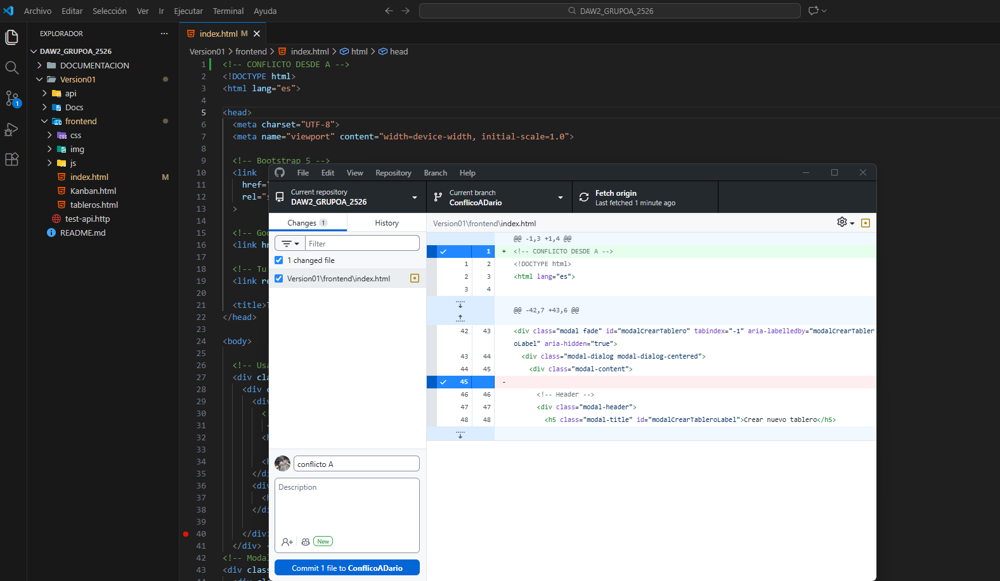 Archivo Editar Selección Ver Ir Ejecutar Terminal Ayuda
DAW2_GRUPOA_2526
EXPLORADOR
DAW2_GRUPOA_2526
DOCUMENTACION
Version01
api
Docs
frontend
css
img
js
index.html M
Kanban.html
tableros.html
test-api.http
README.md
1
index.html M
Version01 > frontend > index.html > html > head
1 <!-- CONFLICTO DESDE A -->
2 <!DOCTYPE html>
3 <html lang="es">
4
5 <head>
6 <meta charset="UTF-8">
7 <meta name="viewport" content="width=device-width, initial-scale=1.0">
8
9 <!-- Bootstrap 5 -->
10 <link
11 href="
12 rel="s
13 >
14
15 <!-- Goo
16 <link hr
17
18 <!-- Tu
19 <link re
20
21 <title>T
22 </head>
23
24 <body>
25
26 <!-- Usa
27 <div cla
28 <div c
29 <div
30 <!
31 <
32 <h
33
34 <h
35 </di
36 <div
37 <h
38 </di
39
40 </div>
41 </div> <
42 <!-- Moda
43 <div class
44 <div cl
File Edit View Repository Branch Help
Current repository
DAW2_GRUPOA_2526
Current branch
ConflicoADario
Fetch origin
Last fetched 1 minute ago
Changes 1
History
Filter
1 changed file
Version01\frontend\index.html
conflicto A
Description
New
Commit 1 file to ConflicoADario
Version01\frontend\index.html
@@ -1,3 +1,4 @@
1 + <!-- CONFLICTO DESDE A -->
1 2 <!DOCTYPE html>
2 3 <html lang="es">
3 4
@@ -42,7 +43,6 @@
42 43 <div class="modal fade" id="modalCrearTablero" tabindex="-1" aria-labelledby="modalCrearTabler
oLabel" aria-hidden="true">
43 44 <div class="modal-dialog modal-dialog-centered">
44 45 <div class="modal-content">
45 -
46 46 <!-- Header -->
47 47 <div class="modal-header">
48 48 <h5 class="modal-title" id="modalCrearTableroLabel">Crear nuevo tablero</h5>